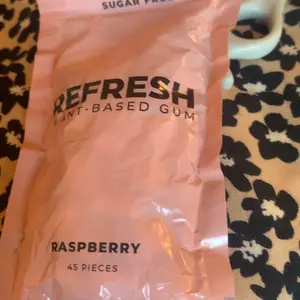 SUGAR FREE
REFRESH
PLANT-BASED GUM
RASPBERRY
45 PIECES